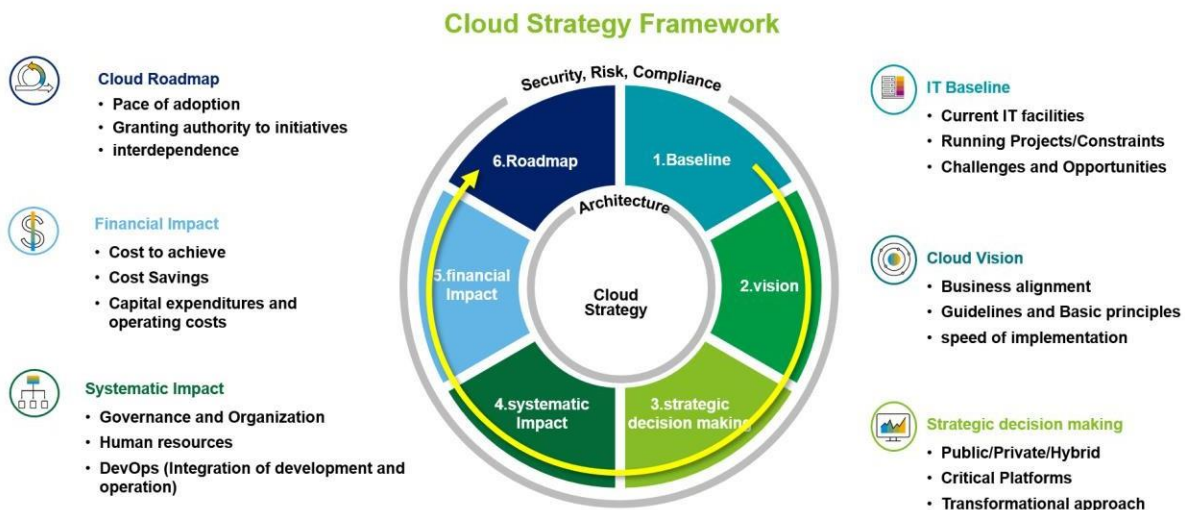 Cloud Strategy Framework
Cloud Roadmap
• Pace of adoption
• Granting authority to initiatives
• interdependence
Financial Impact
• Cost to achieve
• Cost Savings
• Capital expenditures and
operating costs
Systematic Impact
• Governance and Organization
• Human resources
• DevOps (Integration of development and
operation)
Security, Risk, Compliance
6.Roadmap
1.Baseline
Architecture
5.financial
Impact
2.vision
Cloud
Strategy
4.systematic
Impact
3.strategic
decision making
IT Baseline
• Current IT facilities
• Running Projects/Constraints
• Challenges and Opportunities
Cloud Vision
• Business alignment
• Guidelines and Basic principles
• speed of implementation
Strategic decision making
• Public/Private/Hybrid
• Critical Platforms
• Transformational approach